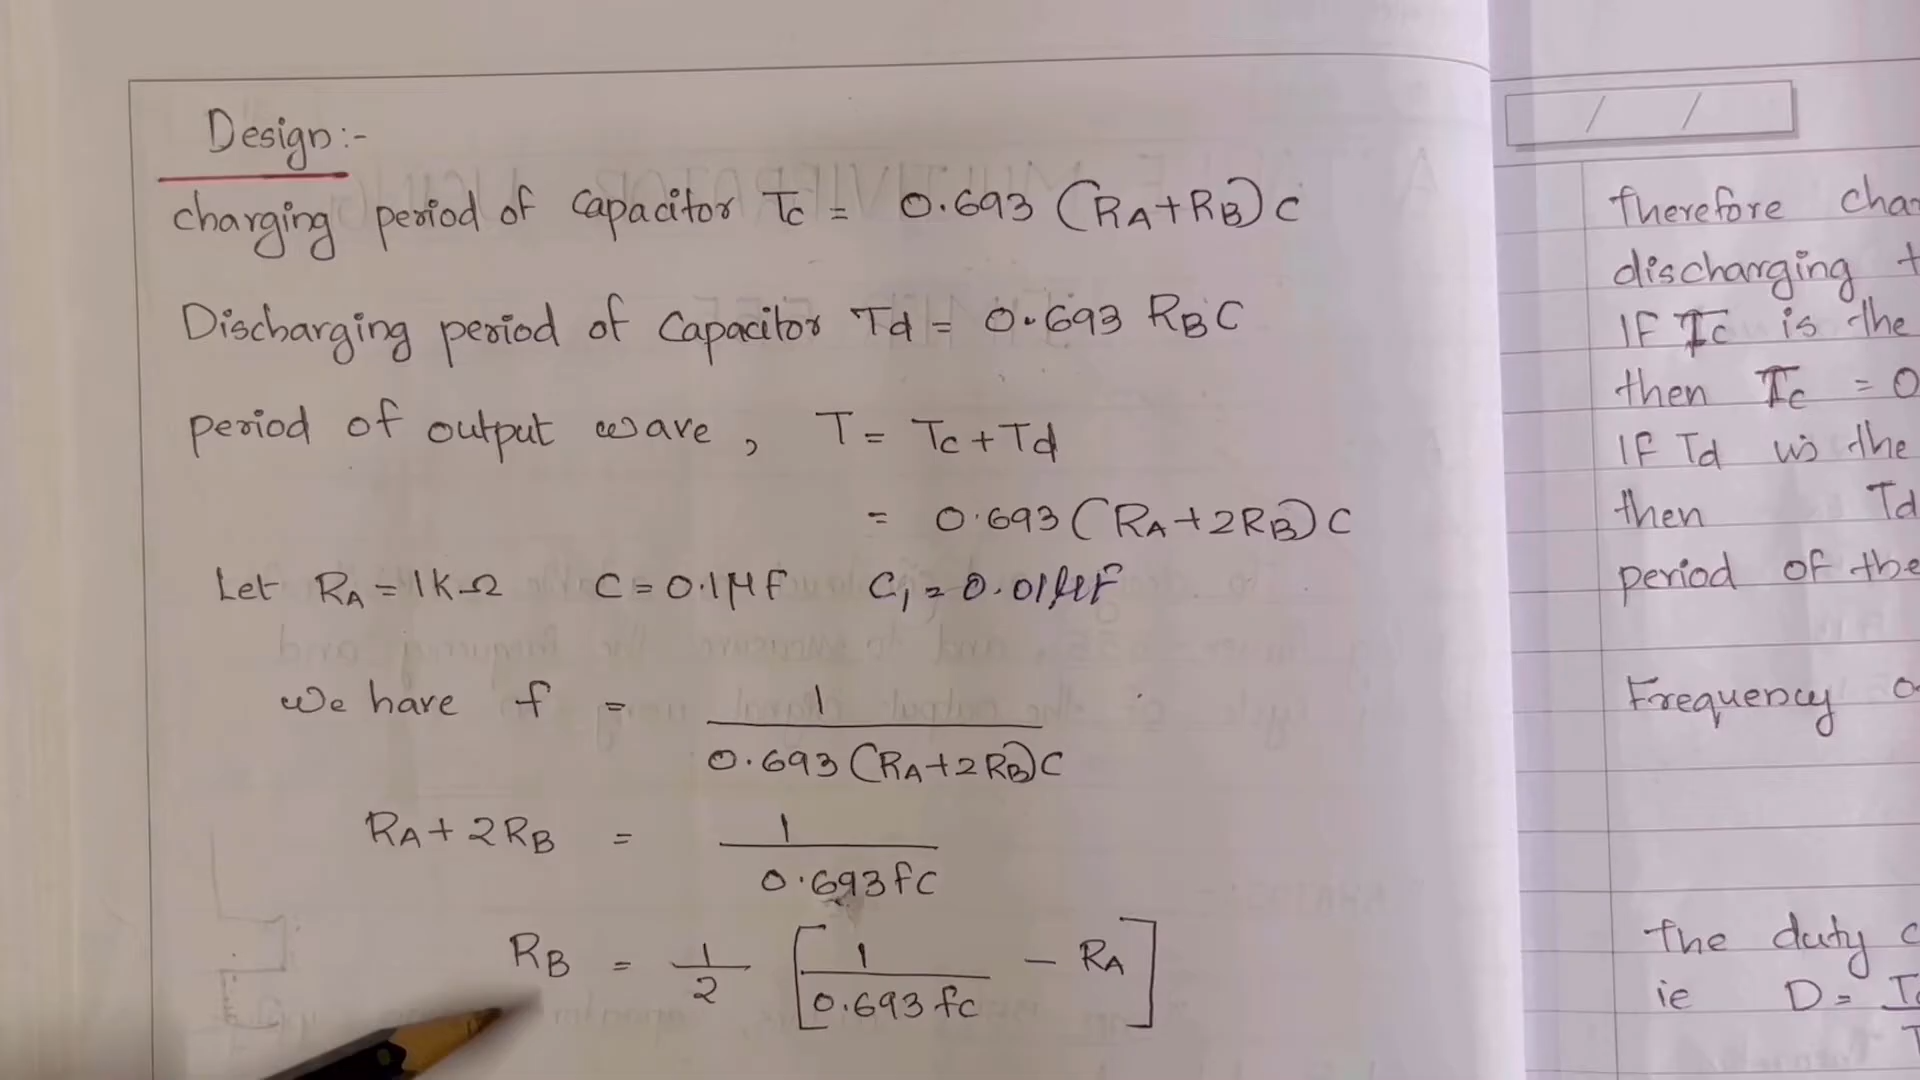 Design:-
charging period of capacitor Tc = 0.693 (RA+RB)C
Discharging period of capacitor Td = 0.693 RBC
period of output wave, T = Tc+Td
= 0.693 (RA+2RB)C
Let RA = 1kΩ C = 0.1μf C1 = 0.01μF
We have f = 1
0.693 (RA+2RB)C
RA+2RB = 1
0.693fC
RB = 1/2 [1/0.693fC - RA]
/ /
therefore
discharging
IF Tc is the
then Tc = 0
IF Td is the
then Td
period of the
Frequency
The duty
ie D =